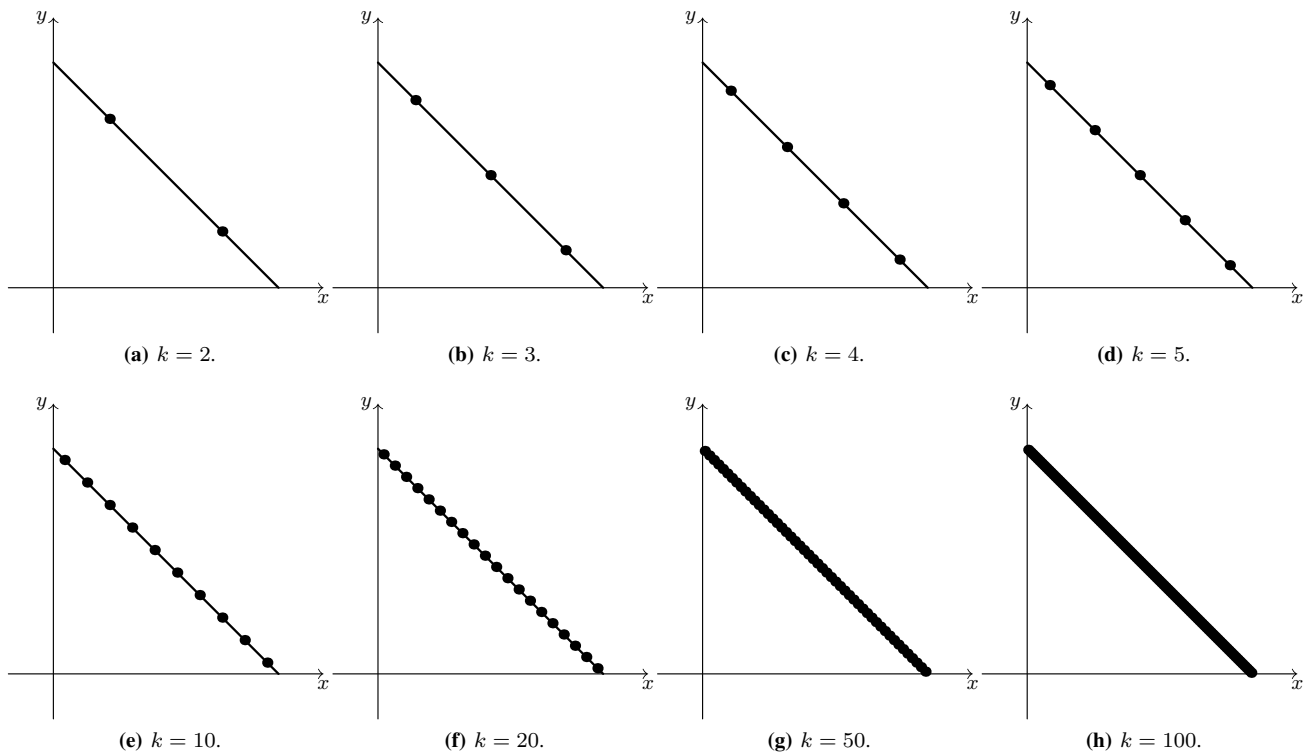 y y y y
x x x x
(a) k = 2. (b) k = 3. (c) k = 4. (d) k = 5.
y y y y
x x x x
(e) k = 10. (f) k = 20. (g) k = 50. (h) k = 100.